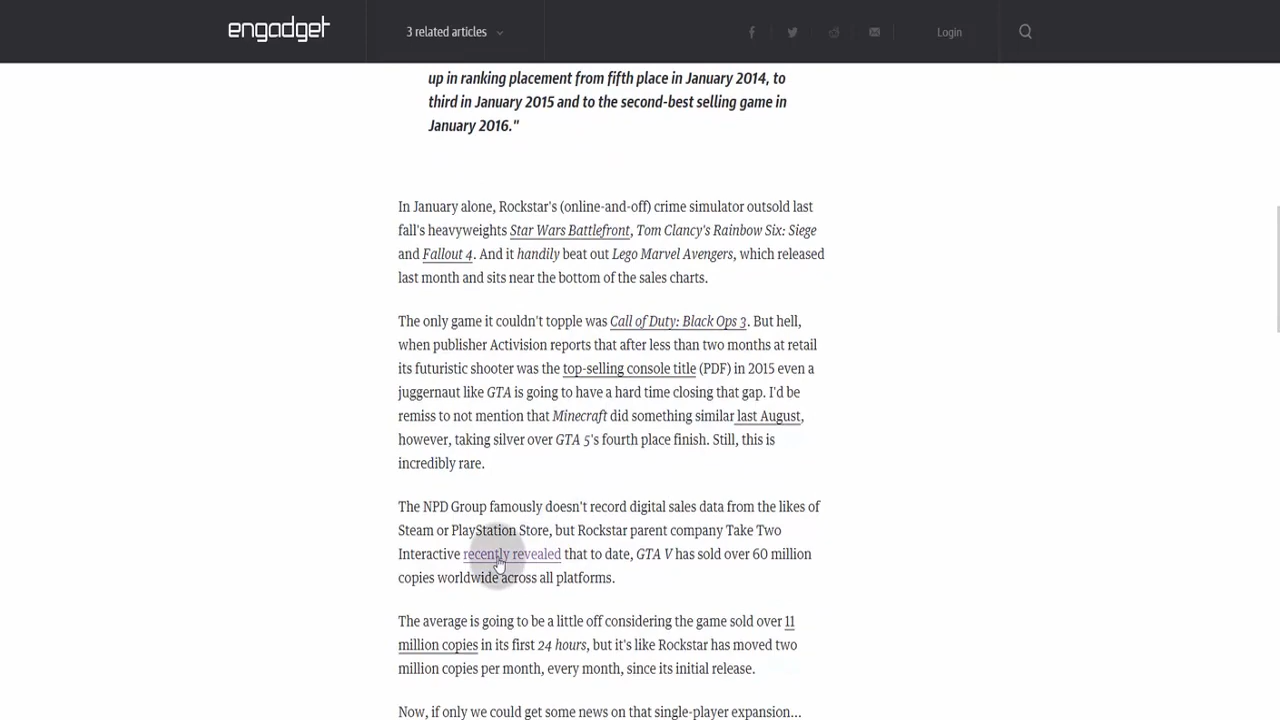 engadget
3 related articles
Login
up in ranking placement from fifth place in January 2014, to
third in January 2015 and to the second-best selling game in
January 2016."
In January alone, Rockstar's (online-and-off) crime simulator outsold last
fall's heavyweights Star Wars Battlefront, Tom Clancy's Rainbow Six: Siege
and Fallout 4. And it handily beat out Lego Marvel Avengers, which released
last month and sits near the bottom of the sales charts.
The only game it couldn't topple was Call of Duty: Black Ops 3. But hell,
when publisher Activision reports that after less than two months at retail
its futuristic shooter was the top-selling console title (PDF) in 2015 even a
juggernaut like GTA is going to have a hard time closing that gap. I'd be
remiss to not mention that Minecraft did something similar last August,
however, taking silver over GTA 5's fourth place finish. Still, this is
incredibly rare.
The NPD Group famously doesn't record digital sales data from the likes of
Steam or PlayStation Store, but Rockstar parent company Take Two
Interactive recently revealed that to date, GTA V has sold over 60 million
copies worldwide across all platforms.
The average is going to be a little off considering the game sold over 11
million copies in its first 24 hours, but it's like Rockstar has moved two
million copies per month, every month, since its initial release.
Now, if only we could get some news on that single-player expansion...